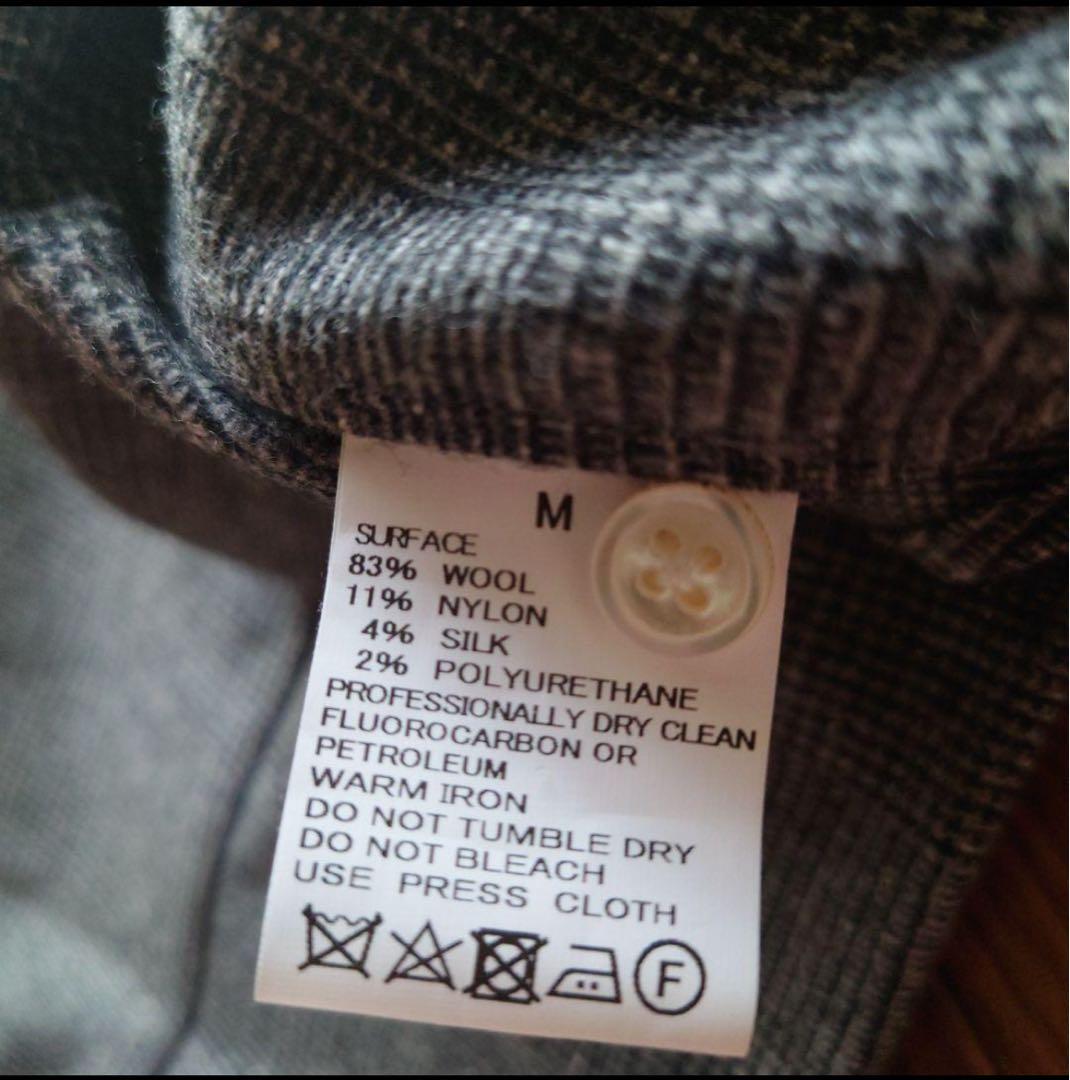 M
SURFACE
83% WOOL
11% NYLON
4% SILK
2% POLYURETHANE
PROFESSIONALLY DRY CLEAN
FLUOROCARBON OR
PETROLEUM
WARM IRON
DO NOT TUMBLE DRY
DO NOT BLEACH
USE PRESS CLOTH
F